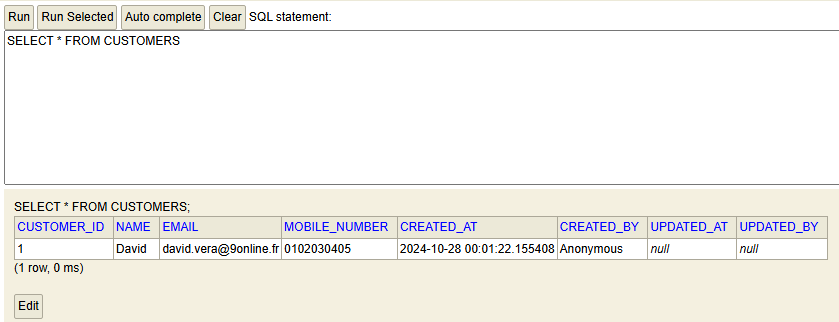 Run Run Selected Auto complete Clear SQL statement:
SELECT * FROM CUSTOMERS
SELECT * FROM CUSTOMERS;
CUSTOMER_ID NAME EMAIL MOBILE_NUMBER CREATED_AT CREATED_BY UPDATED_AT UPDATED_BY
1 David david.vera@9online.fr 0102030405 2024-10-28 00:01:22.155408 Anonymous null null
(1 row, 0 ms)
Edit